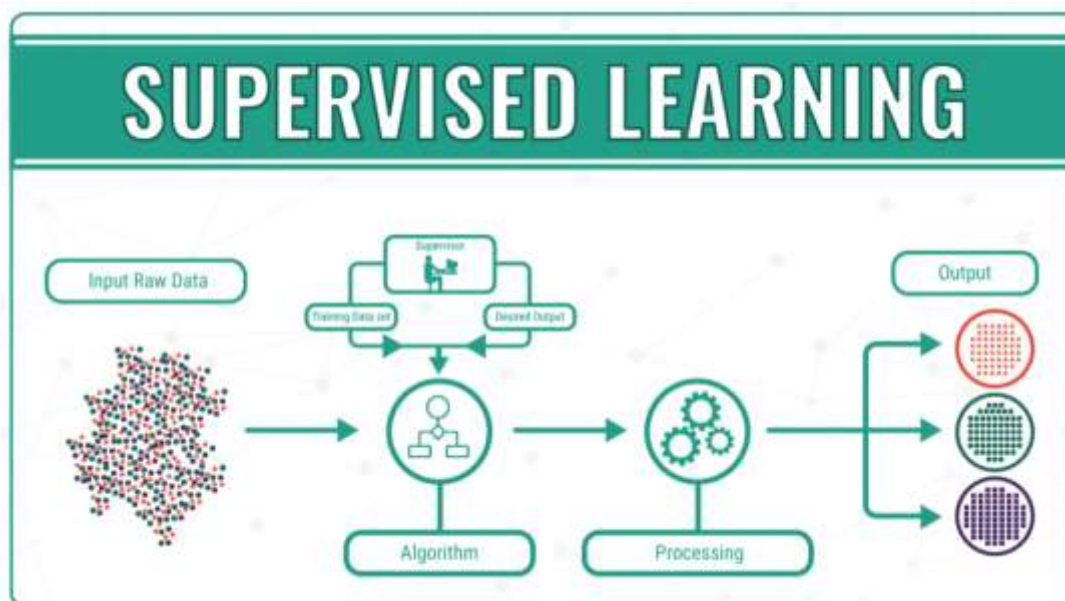 SUPERVISED LEARNING
Input Raw Data
Supervisor
Training Data set
Desired Output
Algorithm
Processing
Output